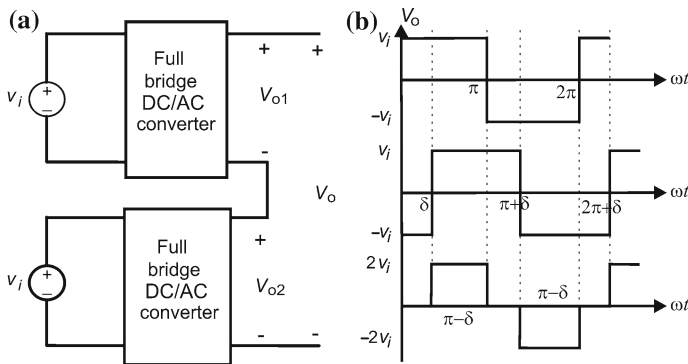 (a)
Full
bridge
DC/AC
converter
v_i
+
−
+
+
V_o1
-
V_o
Full
bridge
DC/AC
converter
v_i
+
−
+
V_o2
-
-
(b)
V_o
v_i
−v_i
π
2π
ωt
v_i
−v_i
δ
π+δ
2π+δ
ωt
2v_i
−2v_i
π−δ
π−δ
ωt